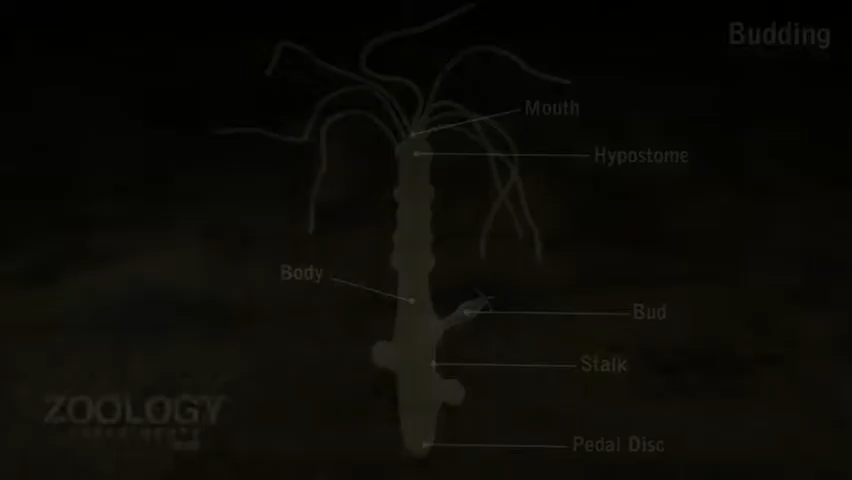 Budding
Mouth
Hypostome
Body
Bud
Stalk
ZOOLOGY
Pedal Disc